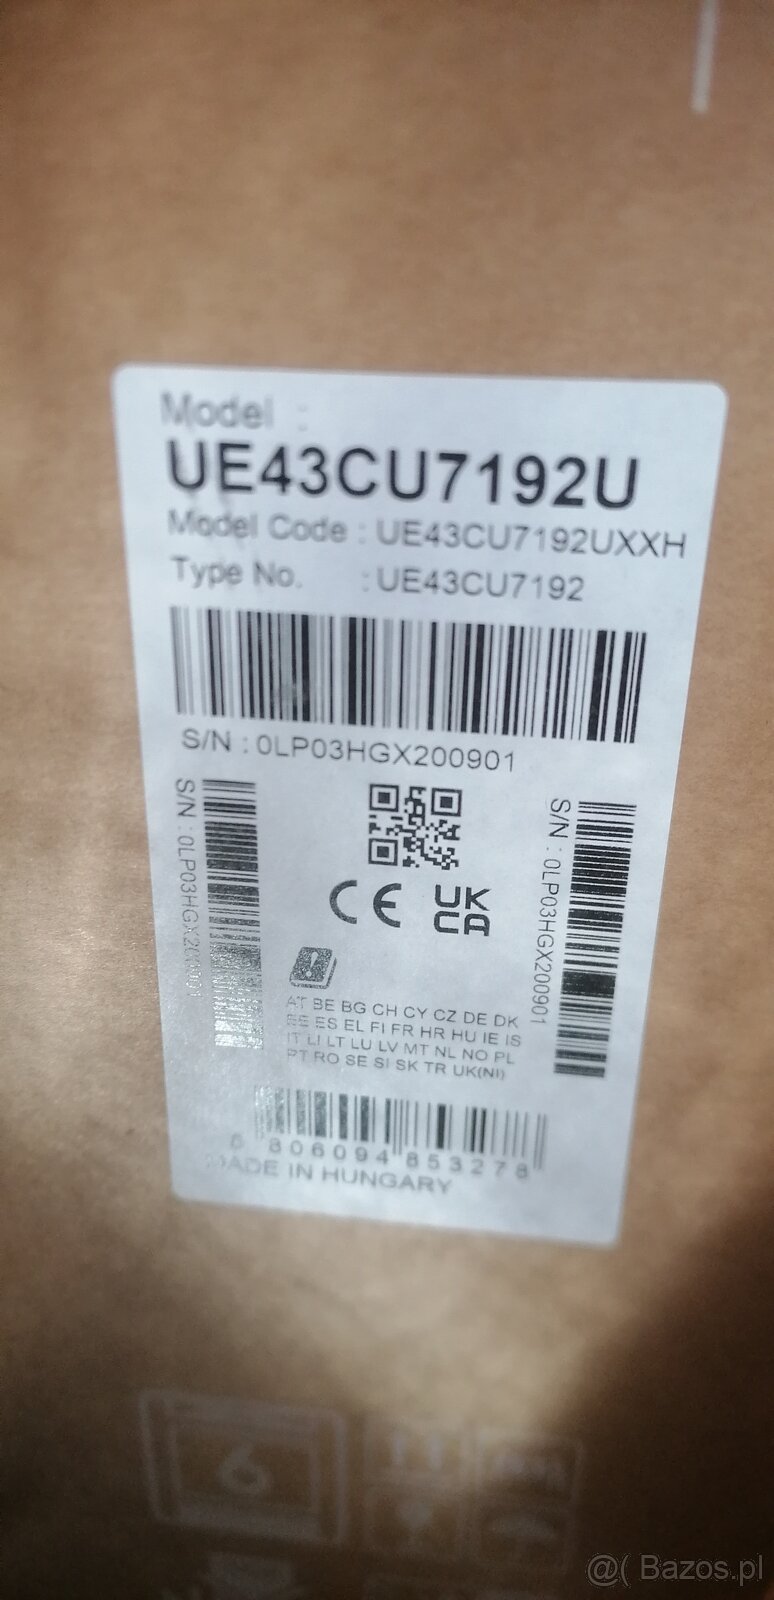 Model :
UE43CU7192U
Model Code : UE43CU7192UXXH
Type No. : UE43CU7192
S/N : 0LP03HGX200901
S/N : 0LP03HGX200901
S/N : 0LP03HGX200901
CE
UK
CA
!
AT BE BG CH CY CZ DE DK
EE ES EL FI FR HR HU IE IS
IT LI LT LU LV MT NL NO PL
PT RO SE SI SK TR UK(NI)
8 806094 853278
MADE IN HUNGARY
6
@( Bazos.pl